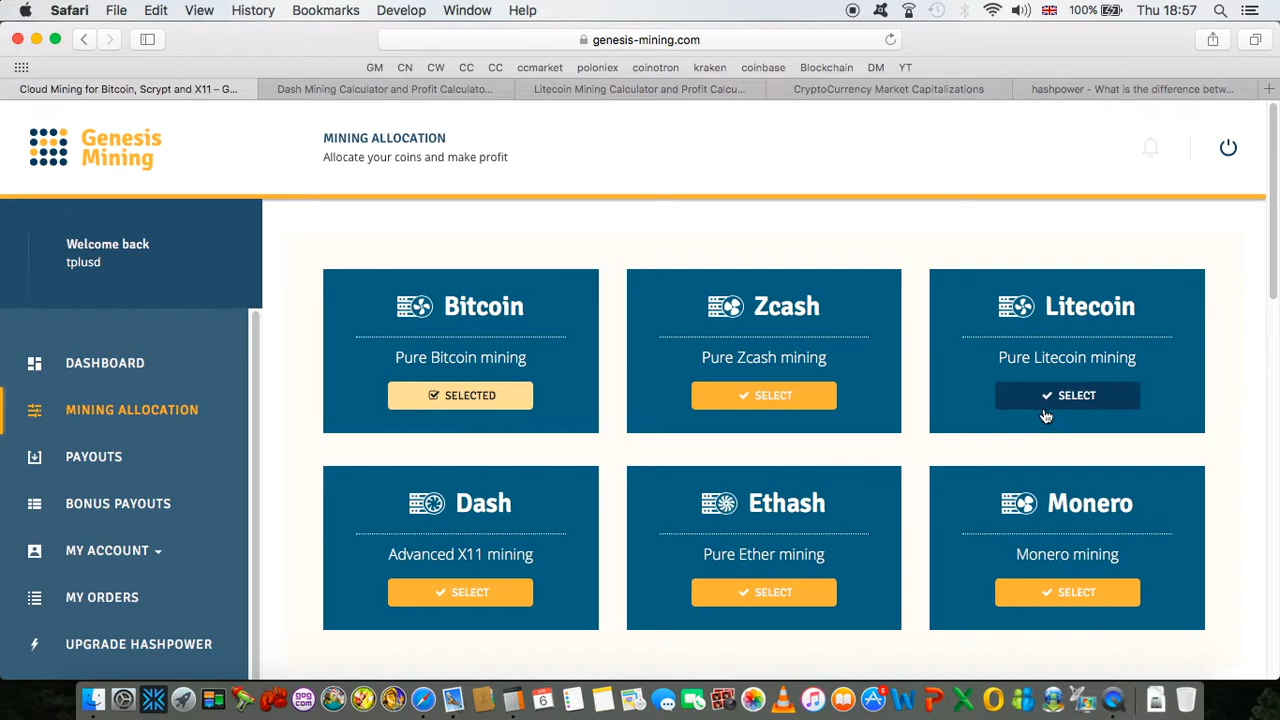 Safari File Edit View History Bookmarks Develop Window Help 100% Thu 18:57
genesis-mining.com
GM CN CW CC CC ccmarket poloniex coinotron kraken coinbase Blockchain DM YT
Cloud Mining for Bitcoin, Scrypt and X11 – G... Dash Mining Calculator and Profit Calculato... Litecoin Mining Calculator and Profit Calcu... CryptoCurrency Market Capitalizations hashpower - What is the difference betw...
Genesis
Mining
MINING ALLOCATION
Allocate your coins and make profit
Welcome back
tplusd
DASHBOARD
MINING ALLOCATION
PAYOUTS
BONUS PAYOUTS
MY ACCOUNT
MY ORDERS
UPGRADE HASHPOWER
Bitcoin
Pure Bitcoin mining
SELECTED
Zcash
Pure Zcash mining
SELECT
Litecoin
Pure Litecoin mining
SELECT
Dash
Advanced X11 mining
SELECT
Ethash
Pure Ether mining
SELECT
Monero
Monero mining
SELECT